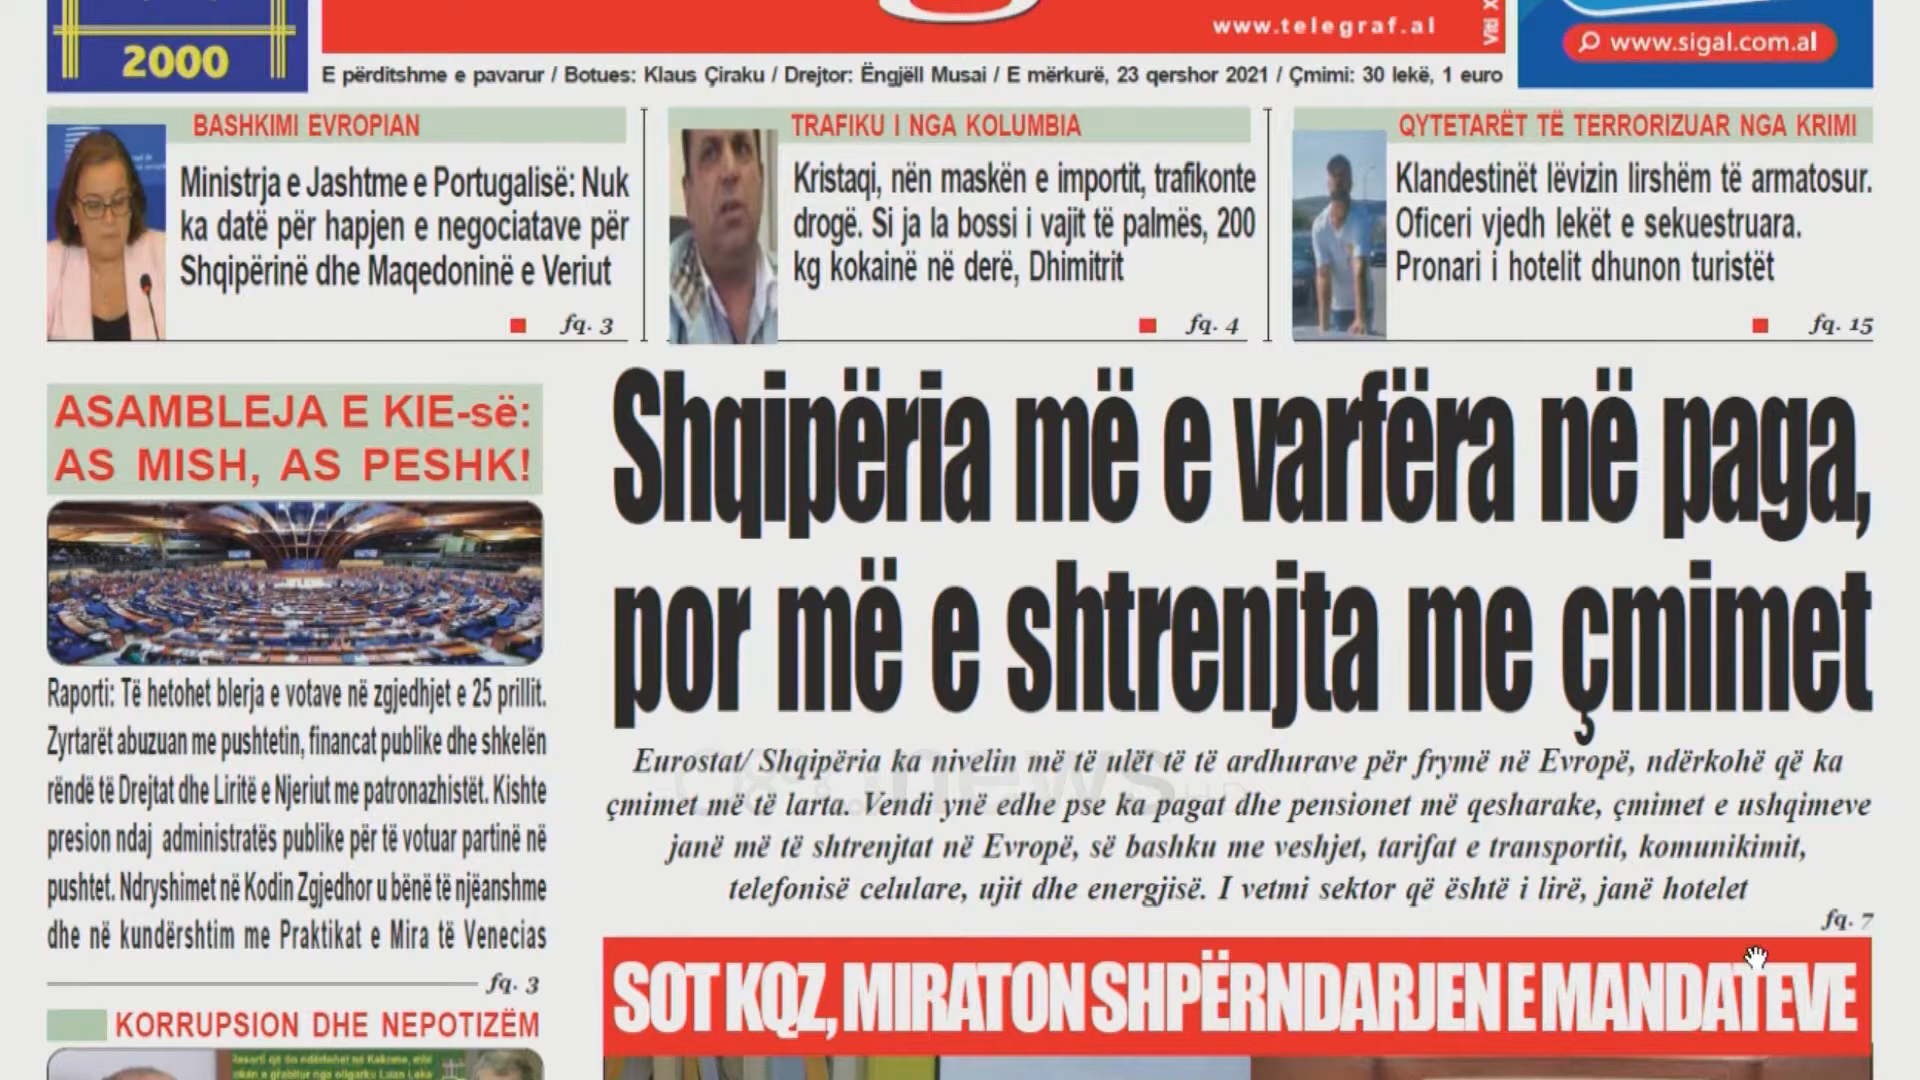 2000
www.telegraf.al
Viti X
www.sigal.com.al
E përditshme e pavarur / Botues: Klaus Çiraku / Drejtor: Ëngjëll Musai / E mërkurë, 23 qershor 2021 / Çmimi: 30 lekë, 1 euro
BASHKIMI EVROPIAN
Ministrja e Jashtme e Portugalisë: Nuk
ka datë për hapjen e negociatave për
Shqipërinë dhe Maqedoninë e Veriut
fq. 3
TRAFIKU I NGA KOLUMBIA
Kristaqi, nën maskën e importit, trafikonte
drogë. Si ja la bossi i vajit të palmës, 200
kg kokainë në derë, Dhimitrit
fq. 4
QYTETARËT TË TERRORIZUAR NGA KRIMI
Klandestinët lëvizin lirshëm të armatosur.
Oficeri vjedh lekët e sekuestruara.
Pronari i hotelit dhunon turistët
fq. 15
ASAMBLEJA E KIE-së:
AS MISH, AS PESHK!
Raporti: Të hetohet blerja e votave në zgjedhjet e 25 prillit.
Zyrtarët abuzuan me pushtetin, financat publike dhe shkelën
rëndë të Drejtat dhe Liritë e Njeriut me patronazhistët. Kishte
presion ndaj administratës publike për të votuar partinë në
pushtet. Ndryshimet në Kodin Zgjedhor u bënë të njëanshme
dhe në kundërshtim me Praktikat e Mira të Venecias
fq. 3
KORRUPSION DHE NEPOTIZËM
Shqipëria më e varfëra në paga,
por më e shtrenjta me çmimet
Eurostat/ Shqipëria ka nivelin më të ulët të të ardhurave për frymë në Evropë, ndërkohë që ka
çmimet më të larta. Vendi ynë edhe pse ka pagat dhe pensionet më qesharake, çmimet e ushqimeve
janë më të shtrenjtat në Evropë, së bashku me veshjet, tarifat e transportit, komunikimit,
telefonisë celulare, ujit dhe energjisë. I vetmi sektor që është i lirë, janë hotelet
fq. 7
news
SOT KQZ, MIRATON SHPËRNDARJEN E MANDATEVE